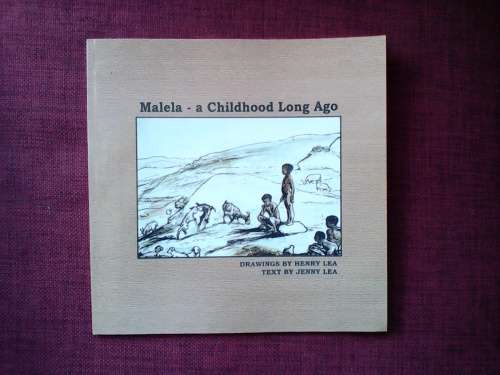 Malela - a Childhood Long Ago
DRAWINGS BY HENRY LEA
TEXT BY JENNY LEA